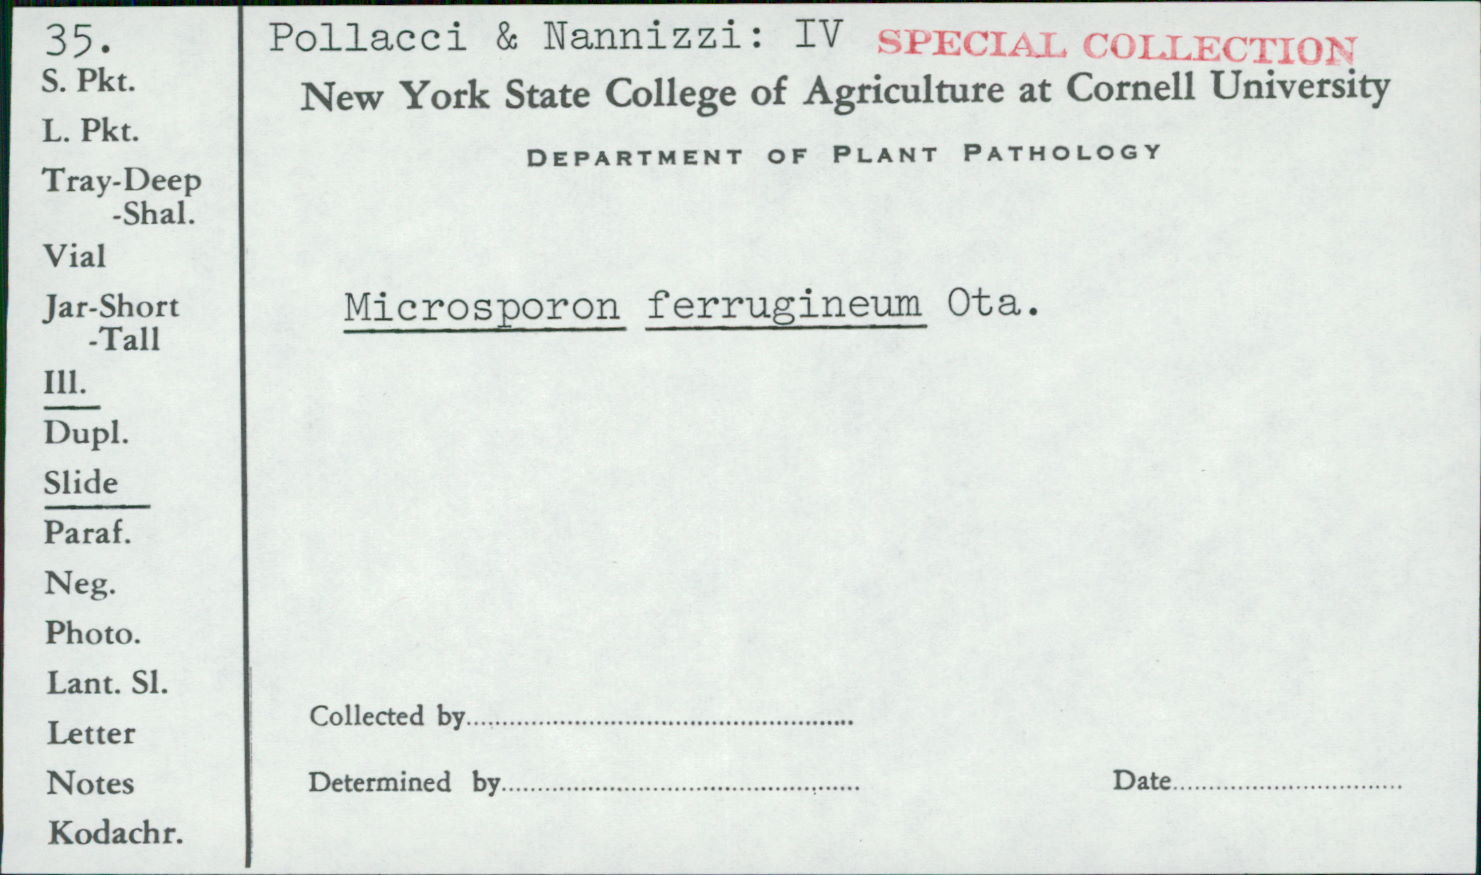 35.
S. Pkt.
L. Pkt.
Tray-Deep
-Shal.
Vial
Jar-Short
-Tall
Ill.
Dupl.
Slide
Paraf.
Neg.
Photo.
Lant. Sl.
Letter
Notes
Kodachr.
Pollacci & Nannizzi: IV SPECIAL COLLECTION
New York State College of Agriculture at Cornell University
DEPARTMENT OF PLANT PATHOLOGY
Microsporon ferrugineum Ota.
Collected by
Determined by
Date